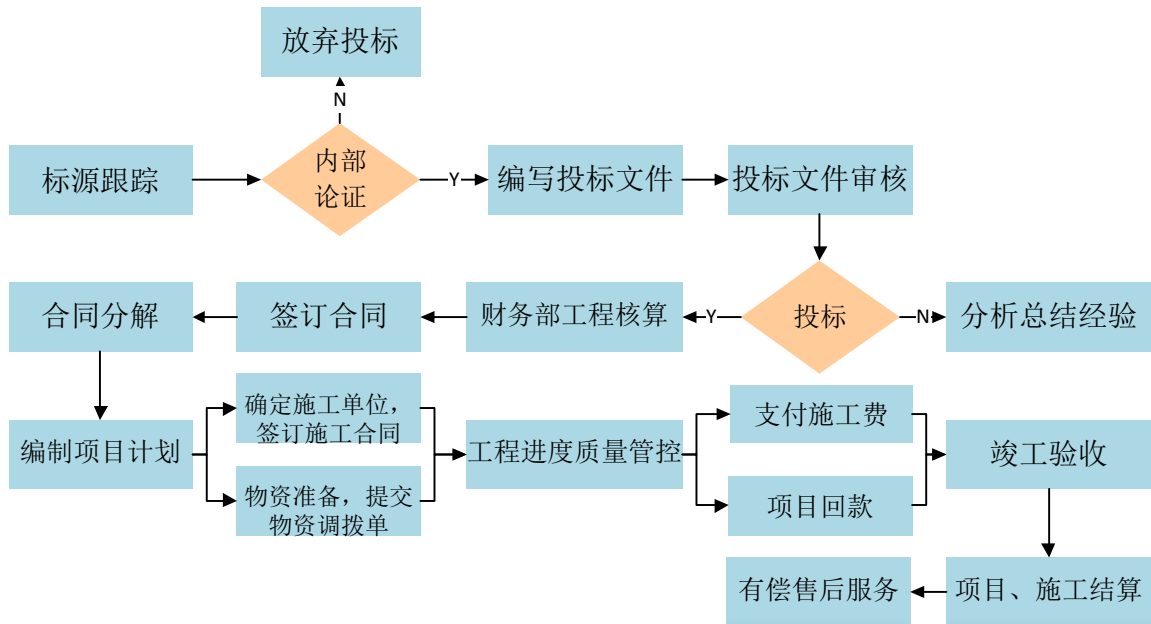 放弃投标
N
标源跟踪
内部
论证
Y
编写投标文件
投标文件审核
合同分解
签订合同
财务部工程核算
Y
投标
N
分析总结经验
编制项目计划
确定施工单位，
签订施工合同
物资准备，提交
物资调拨单
工程进度质量管控
支付施工费
项目回款
竣工验收
有偿售后服务
项目、施工结算